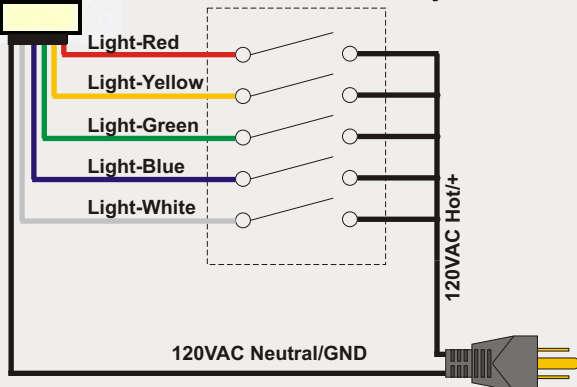 Light-Red
Light-Yellow
Light-Green
Light-Blue
Light-White
120VAC Hot/+
120VAC Neutral/GND